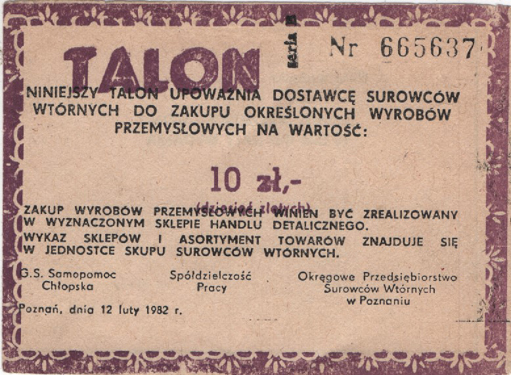 TALON
seria B
Nr 665637
NINIEJSZY TALON UPOWAŻNIA DOSTAWCĘ SUROWCÓW
WTÓRNYCH DO ZAKUPU OKREŚLONYCH WYROBÓW
PRZEMYSŁOWYCH NA WARTOŚĆ:
10 zł,-
(dziesięć złotych)
ZAKUP WYROBÓW PRZEMYSŁOWYCH WINIEN BYĆ ZREALIZOWANY
W WYZNACZONYM SKLEPIE HANDLU DETALICZNEGO.
WYKAZ SKLEPÓW I ASORTYMENT TOWARÓW ZNAJDUJE SIĘ
W JEDNOSTCE SKUPU SUROWCÓW WTÓRNYCH.
G.S. Samopomoc
Chłopska
Spółdzielczość
Pracy
Okręgowe Przedsiębiorstwo
Surowców Wtórnych
w Poznaniu
Poznań, dnia 12 luty 1982 r.